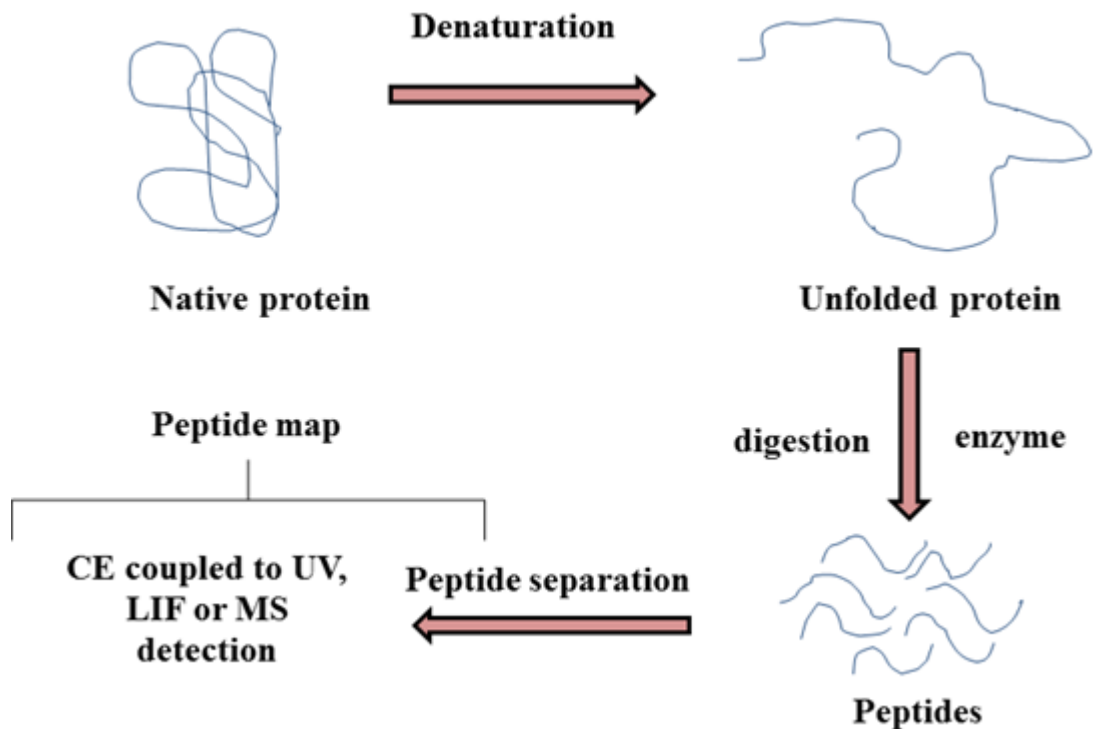 Denaturation
Native protein
Unfolded protein
digestion
enzyme
Peptides
Peptide separation
Peptide map
CE coupled to UV,
LIF or MS
detection